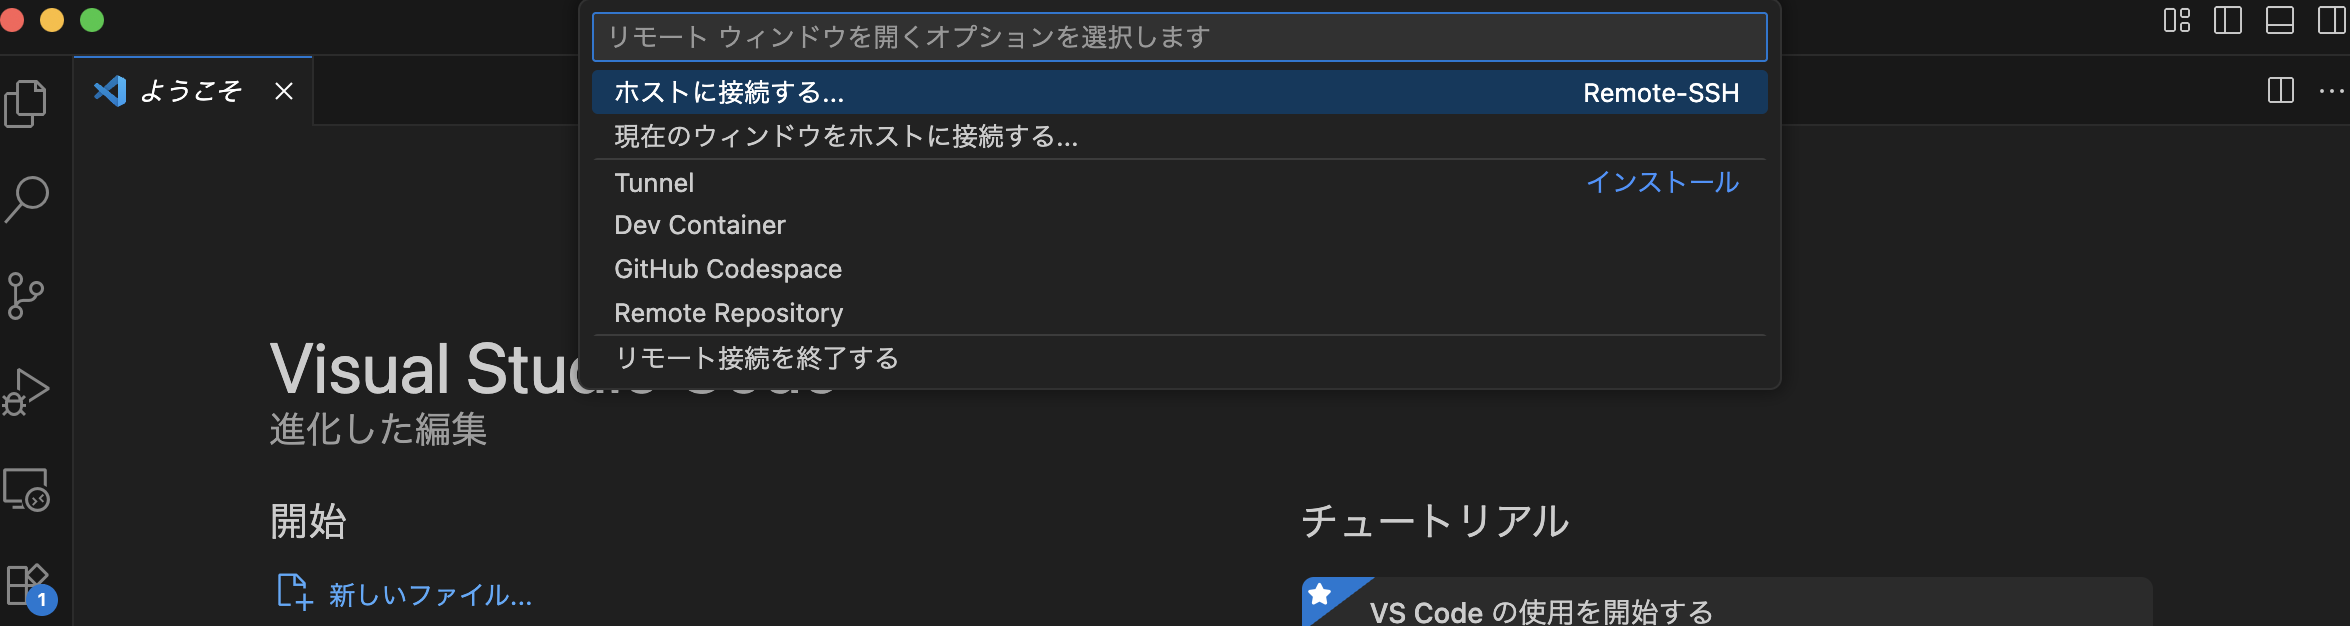 リモート ウィンドウを開くオプションを選択します
ようこそ
ホストに接続する... Remote-SSH
現在のウィンドウをホストに接続する...
Tunnel インストール
Dev Container
GitHub Codespace
Remote Repository
リモート接続を終了する
Visual Studio Code
進化した編集
開始
チュートリアル
1
新しいファイル...
VS Code の使用を開始する